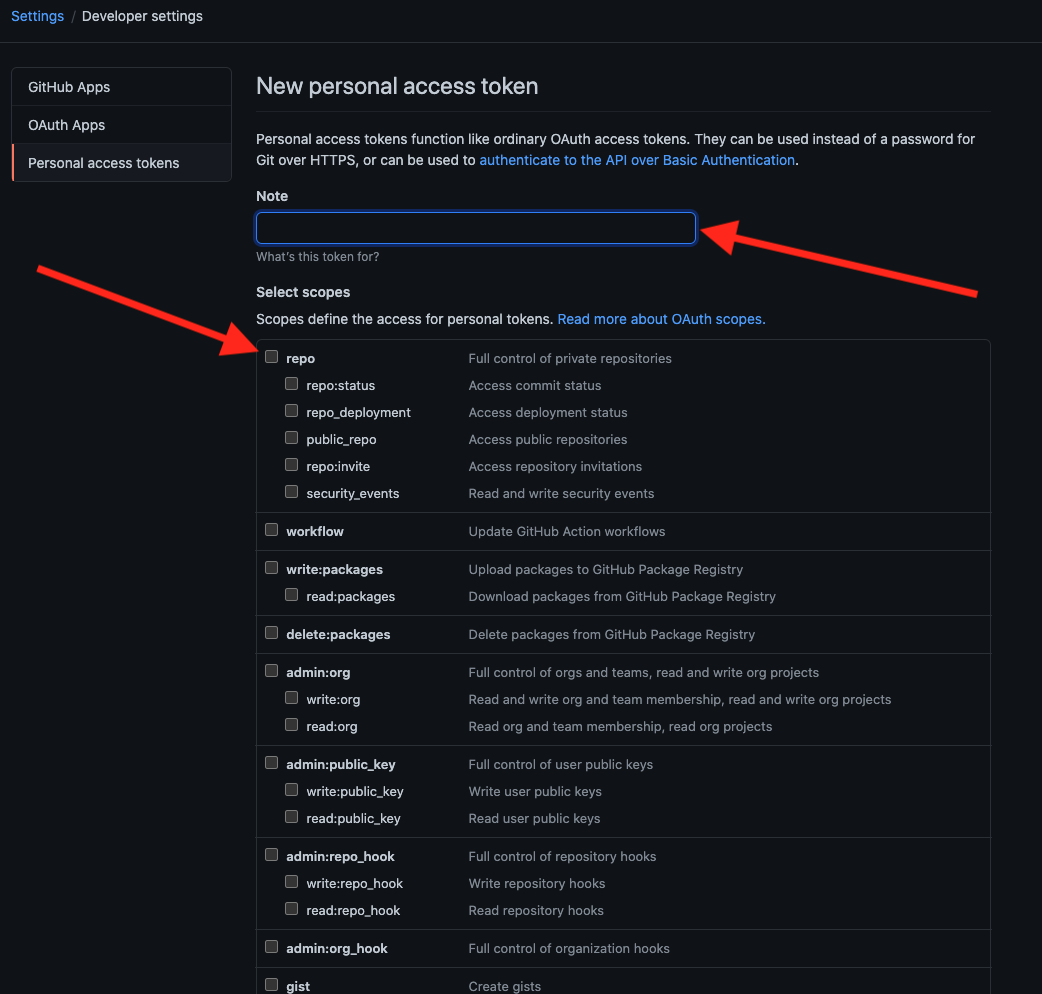 Settings / Developer settings
GitHub Apps
OAuth Apps
Personal access tokens
New personal access token
Personal access tokens function like ordinary OAuth access tokens. They can be used instead of a password for
Git over HTTPS, or can be used to authenticate to the API over Basic Authentication.
Note
What's this token for?
Select scopes
Scopes define the access for personal tokens. Read more about OAuth scopes.
repo Full control of private repositories
repo:status Access commit status
repo_deployment Access deployment status
public_repo Access public repositories
repo:invite Access repository invitations
security_events Read and write security events
workflow Update GitHub Action workflows
write:packages Upload packages to GitHub Package Registry
read:packages Download packages from GitHub Package Registry
delete:packages Delete packages from GitHub Package Registry
admin:org Full control of orgs and teams, read and write org projects
write:org Read and write org and team membership, read and write org projects
read:org Read org and team membership, read org projects
admin:public_key Full control of user public keys
write:public_key Write user public keys
read:public_key Read user public keys
admin:repo_hook Full control of repository hooks
write:repo_hook Write repository hooks
read:repo_hook Read repository hooks
admin:org_hook Full control of organization hooks
gist Create gists